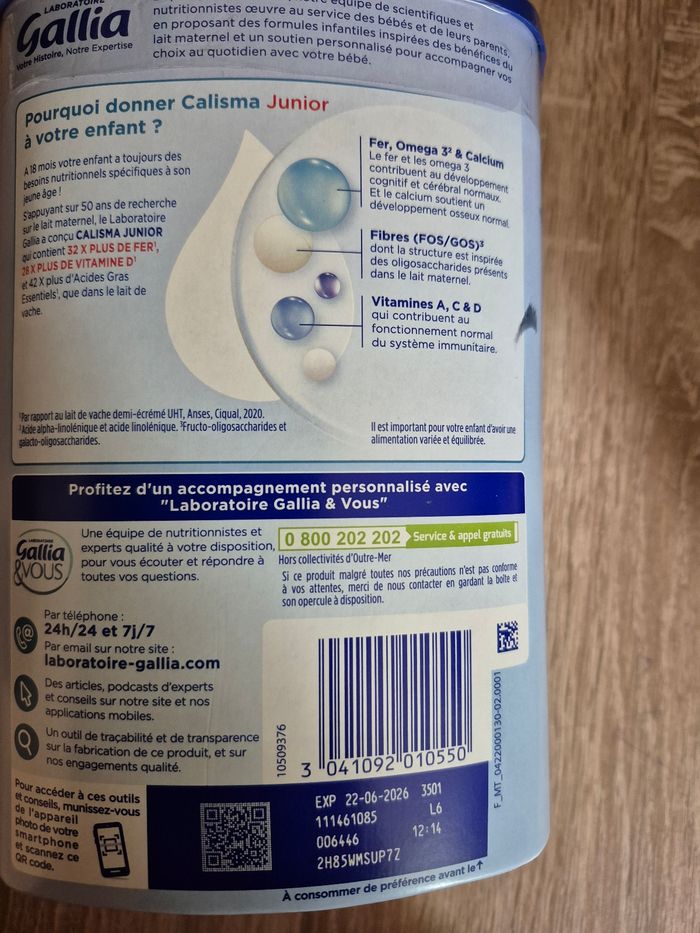 LABORATOIRE
Gallia
Votre Histoire, Notre Expertise
équipe de scientifiques et
nutritionnistes œuvre au service des bébés et de leurs parents,
en proposant des formules infantiles inspirées des bénéfices du
lait maternel et un soutien personnalisé pour accompagner vos
choix au quotidien avec votre bébé.
Pourquoi donner Calisma Junior
à votre enfant ?
A 18 mois votre enfant a toujours des
besoins nutritionnels spécifiques à son
jeune âge !
S'appuyant sur 50 ans de recherche
sur le lait maternel, le Laboratoire
Gallia a conçu CALISMA JUNIOR
qui contient 32 X PLUS DE FER¹,
28 X PLUS DE VITAMINE D¹
et 42 X plus d'Acides Gras
Essentiels¹, que dans le lait de
vache.
Fer, Omega 3² & Calcium
Le fer et les omega 3
contribuent au développement
cognitif et cérébral normaux.
Et le calcium soutient un
développement osseux normal.
Fibres (FOS/GOS)³
dont la structure est inspirée
des oligosaccharides présents
dans le lait maternel.
Vitamines A, C & D
qui contribuent au
fonctionnement normal
du système immunitaire.
¹Par rapport au lait de vache demi-écrémé UHT, Anses, Ciqual, 2020.
²Acide alpha-linolénique et acide linolénique. ³Fructo-oligosaccharides et
galacto-oligosaccharides.
Il est important pour votre enfant d'avoir une
alimentation variée et équilibrée.
Profitez d'un accompagnement personnalisé avec
"Laboratoire Gallia & Vous"
LABORATOIRE
Gallia
&VOUS
Une équipe de nutritionnistes et
experts qualité à votre disposition,
pour vous écouter et répondre à
toutes vos questions.
0 800 202 202 Service & appel gratuits
Hors collectivités d'Outre-Mer
Si ce produit malgré toutes nos précautions n'est pas conforme
à vos attentes, merci de nous contacter en gardant la boîte et
son opercule à disposition.
Par téléphone :
24h/24 et 7j/7
Par email sur notre site :
laboratoire-gallia.com
Des articles, podcasts d'experts
et conseils sur notre site et nos
applications mobiles.
Un outil de traçabilité et de transparence
sur la fabrication de ce produit, et sur
nos engagements qualité.
Pour accéder à ces outils
et conseils, munissez-vous
de l'appareil
photo de votre
smartphone
et scannez ce
QR code.
10509376
3 041092 010550
F_MT_0422000130-02.0001
EXP 22-06-2026 3501
111461085 L6
006446 12:14
2H85WMSUP7Z
À consommer de préférence avant le